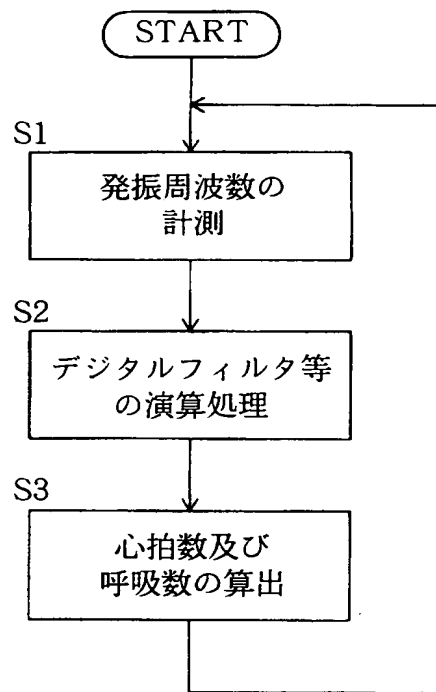 START
S1
発振周波数の
計測
S2
デジタルフィルタ等
の演算処理
S3
心拍数及び
呼吸数の算出